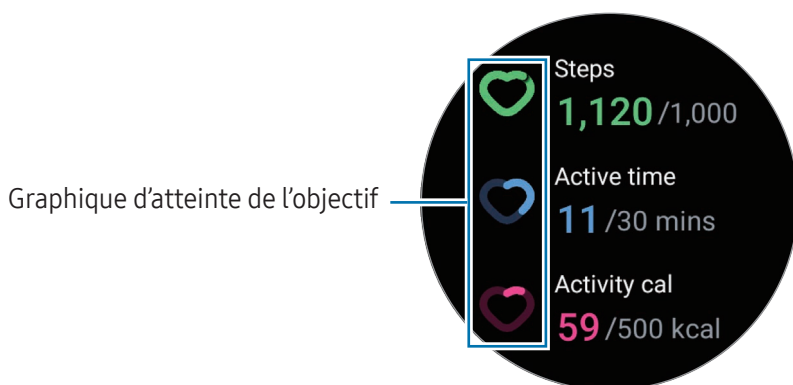 Steps
1,120/1,000
Graphique d’atteinte de l’objectif
Active time
11/30 mins
Activity cal
59/500 kcal